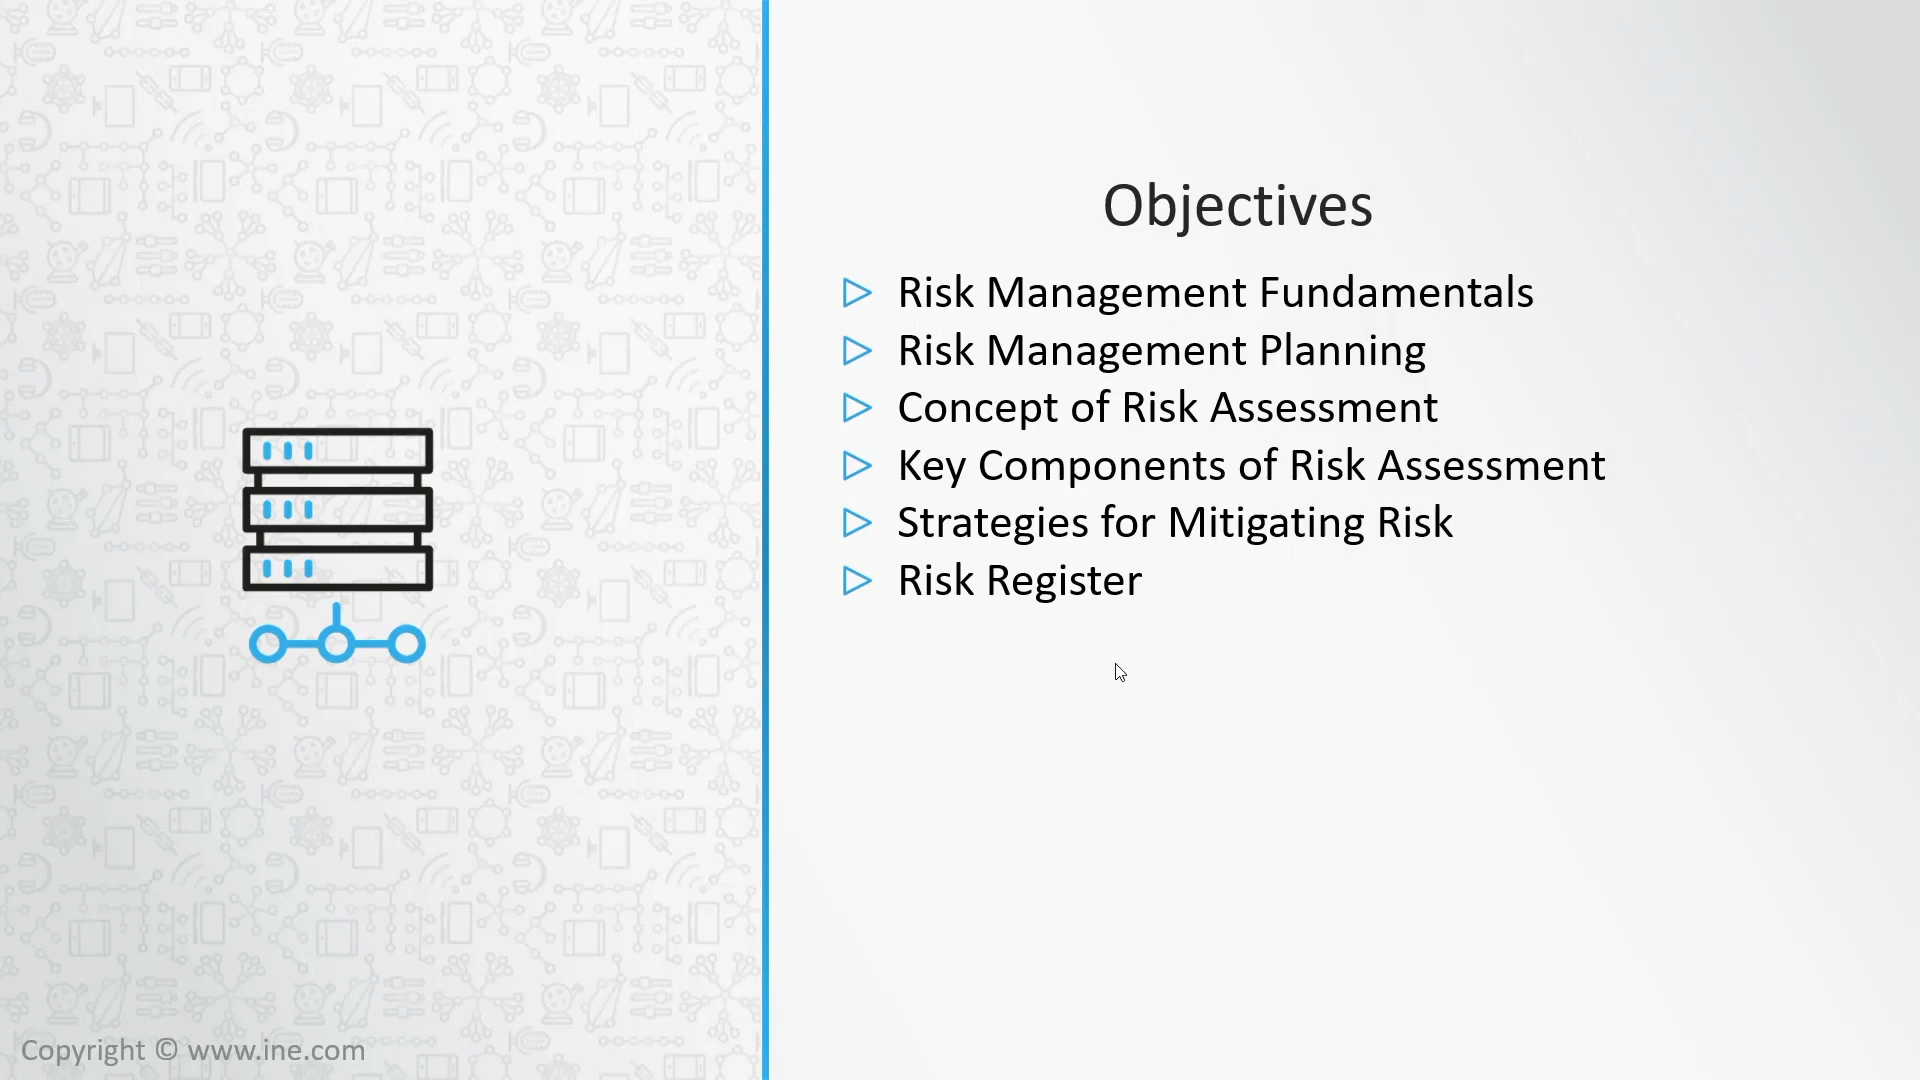 Objectives
Risk Management Fundamentals
Risk Management Planning
Concept of Risk Assessment
Key Components of Risk Assessment
Strategies for Mitigating Risk
Risk Register
Copyright © www.ine.com